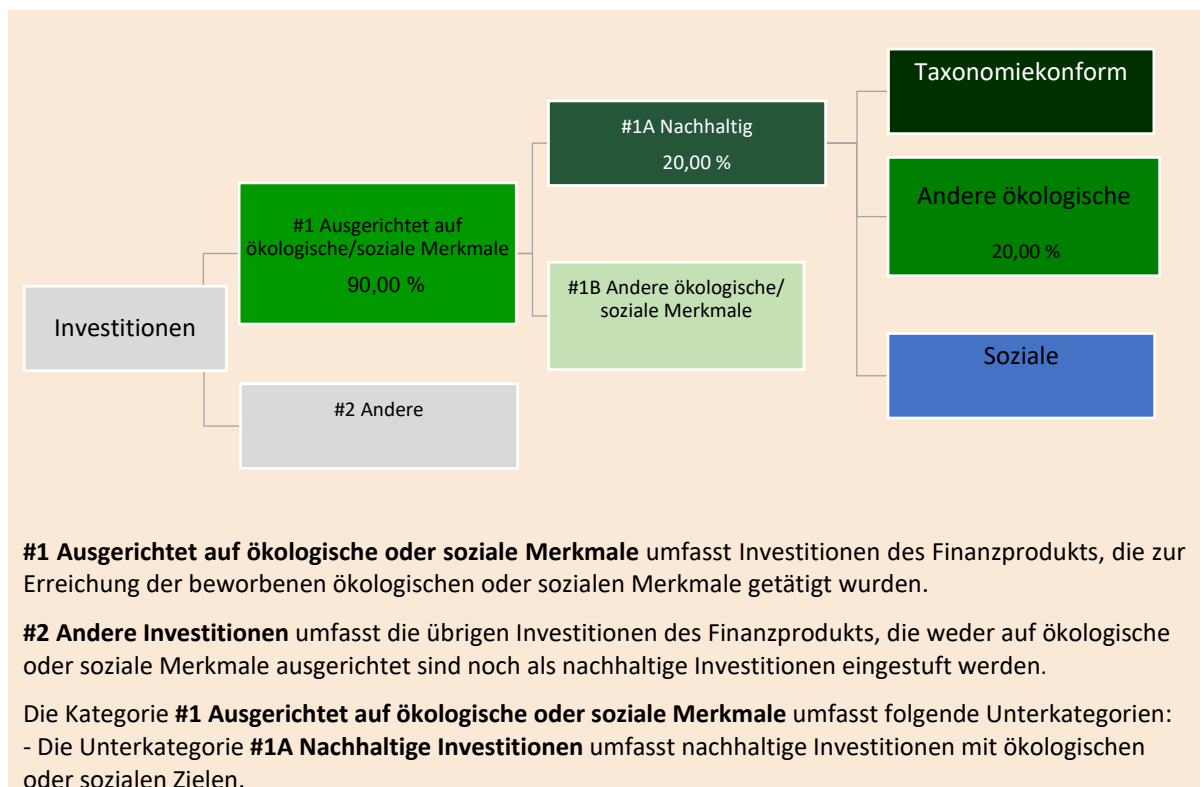 Taxonomiekonform
#1A Nachhaltig
20,00 %
Andere ökologische
20,00 %
#1 Ausgerichtet auf
ökologische/soziale Merkmale
90,00 %
#1B Andere ökologische/
soziale Merkmale
Investitionen
Soziale
#2 Andere
#1 Ausgerichtet auf ökologische oder soziale Merkmale umfasst Investitionen des Finanzprodukts, die zur
Erreichung der beworbenen ökologischen oder sozialen Merkmale getätigt wurden.
#2 Andere Investitionen umfasst die übrigen Investitionen des Finanzprodukts, die weder auf ökologische
oder soziale Merkmale ausgerichtet sind noch als nachhaltige Investitionen eingestuft werden.
Die Kategorie #1 Ausgerichtet auf ökologische oder soziale Merkmale umfasst folgende Unterkategorien:
- Die Unterkategorie #1A Nachhaltige Investitionen umfasst nachhaltige Investitionen mit ökologischen
oder sozialen Zielen.